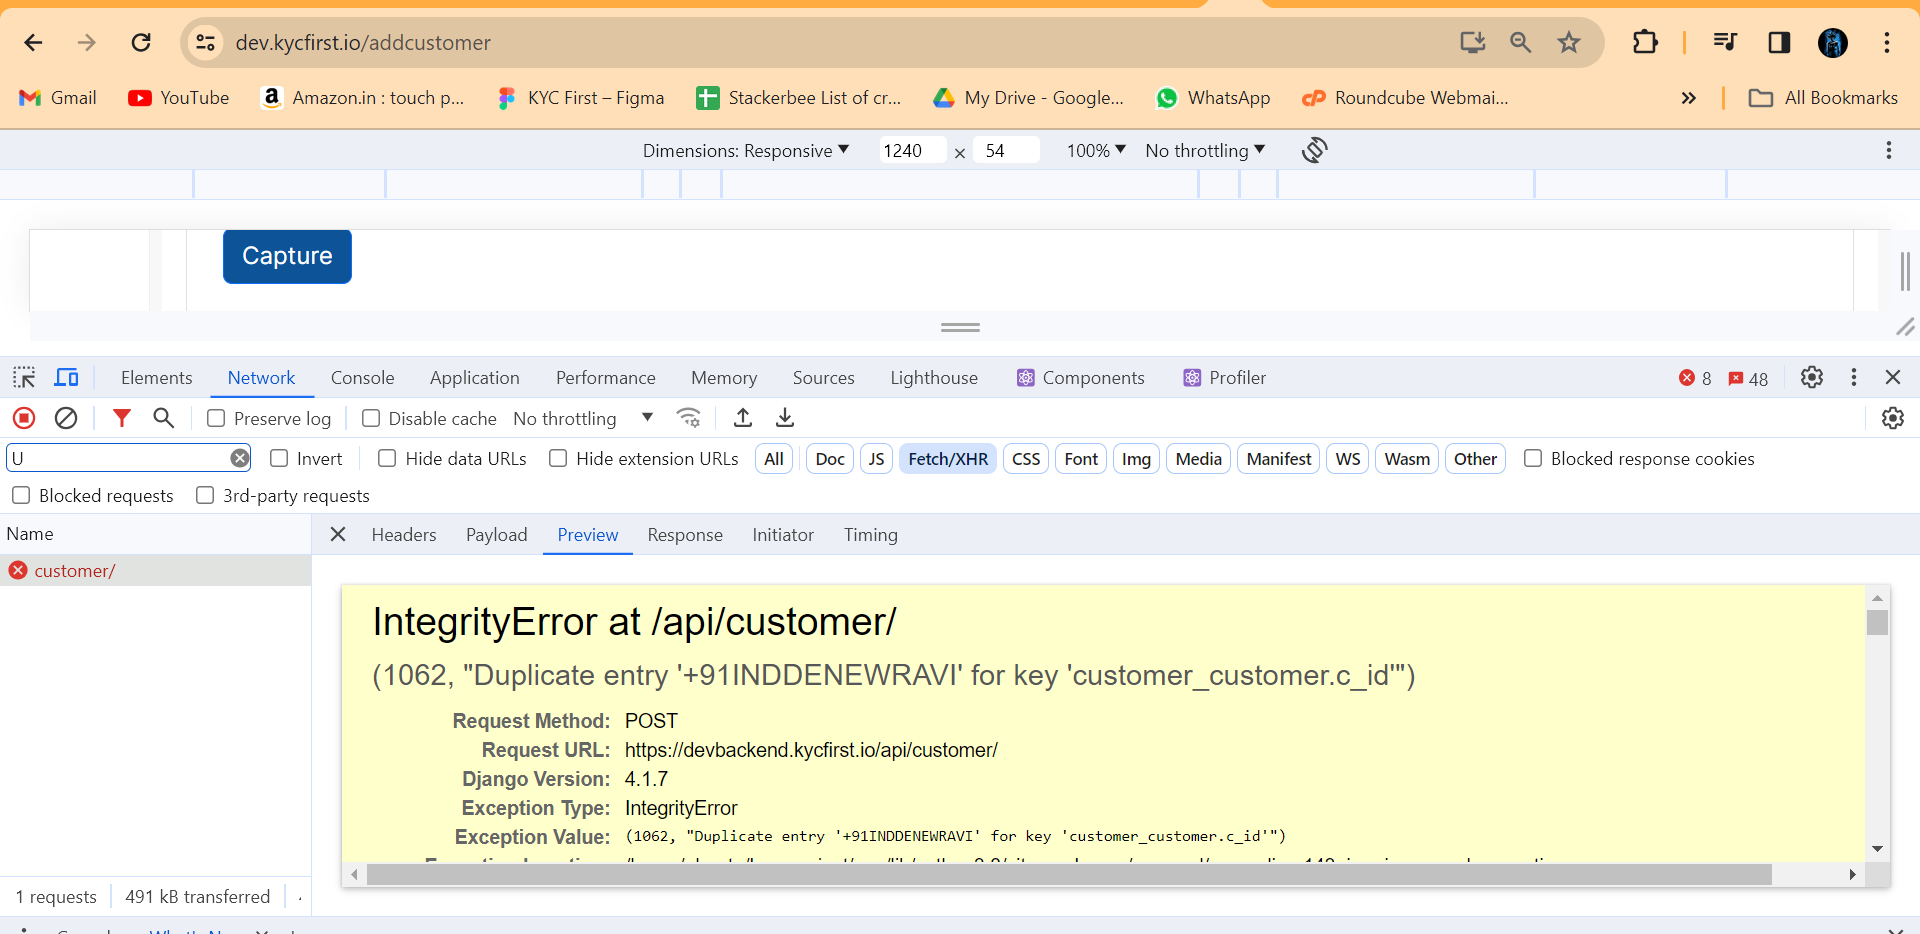 dev.kycfirst.io/addcustomer
Gmail YouTube Amazon.in : touch p... KYC First – Figma Stackerbee List of cr... My Drive - Google... WhatsApp Roundcube Webmai... » All Bookmarks
Dimensions: Responsive 1240 × 54 100% No throttling
Capture
Elements Network Console Application Performance Memory Sources Lighthouse Components Profiler 8 48
Preserve log Disable cache No throttling
U Invert Hide data URLs Hide extension URLs All Doc JS Fetch/XHR CSS Font Img Media Manifest WS Wasm Other Blocked response cookies
Blocked requests 3rd-party requests
Name Headers Payload Preview Response Initiator Timing
customer/
IntegrityError at /api/customer/
(1062, "Duplicate entry '+91INDDENEWRAVI' for key 'customer_customer.c_id'")
Request Method: POST
Request URL: https://devbackend.kycfirst.io/api/customer/
Django Version: 4.1.7
Exception Type: IntegrityError
Exception Value: (1062, "Duplicate entry '+91INDDENEWRAVI' for key 'customer_customer.c_id'")
1 requests 491 kB transferred